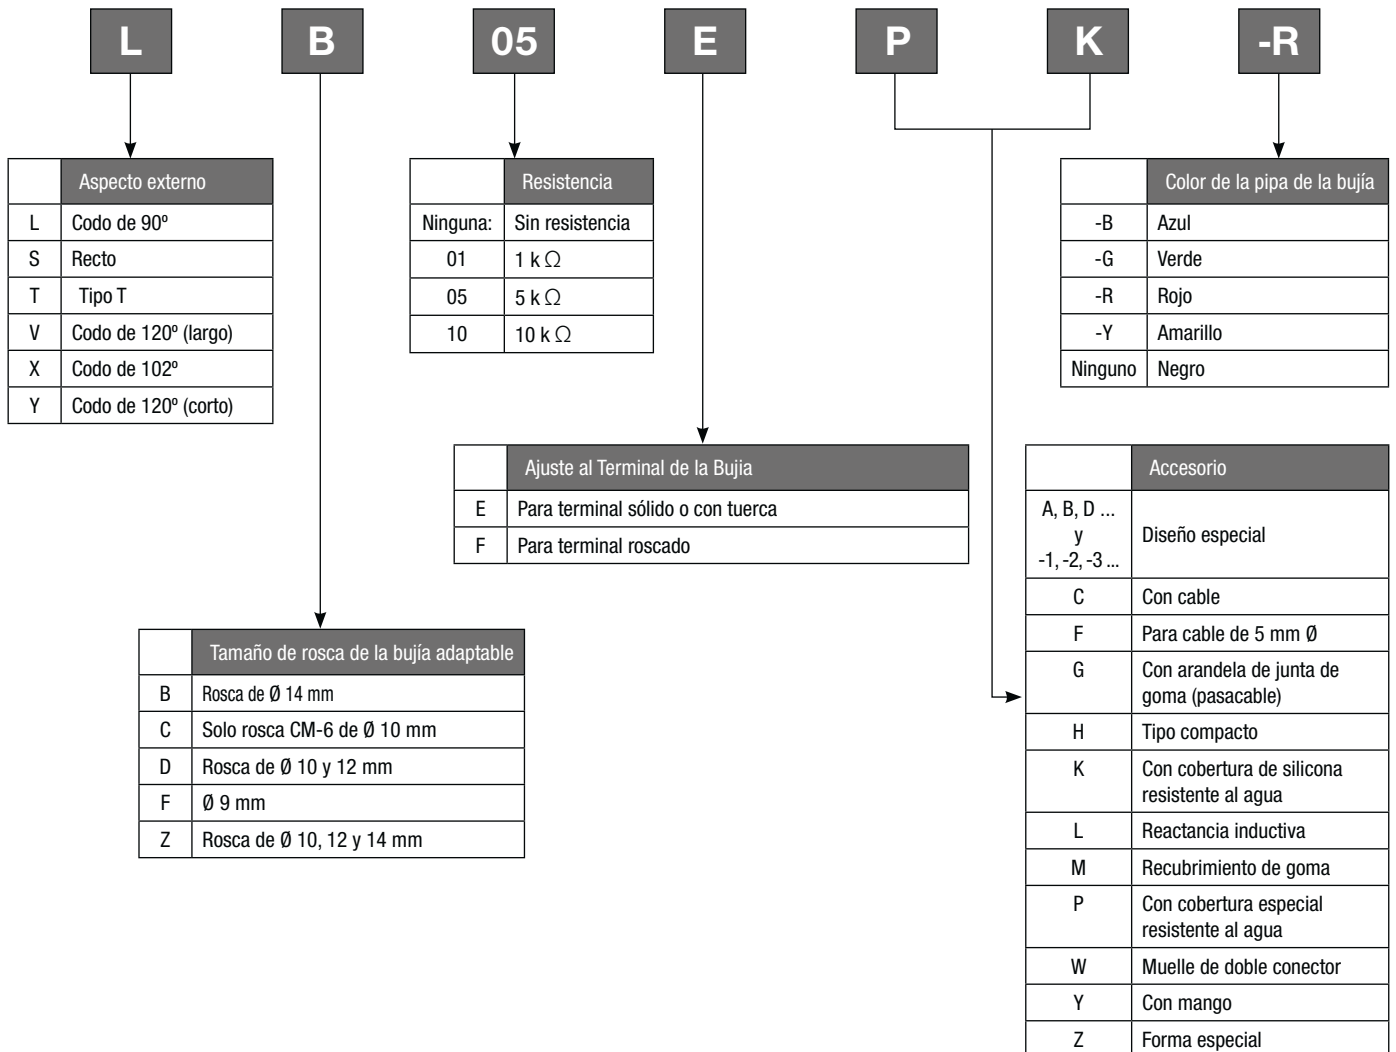 L B 05 E P K -R
Aspecto externo
L Codo de 90º
S Recto
T Tipo T
V Codo de 120º (largo)
X Codo de 102º
Y Codo de 120º (corto)
Resistencia
Ninguna: Sin resistencia
01 1 k Ω
05 5 k Ω
10 10 k Ω
Color de la pipa de la bujía
-B Azul
-G Verde
-R Rojo
-Y Amarillo
Ninguno Negro
Ajuste al Terminal de la Bujia
E Para terminal sólido o con tuerca
F Para terminal roscado
Tamaño de rosca de la bujía adaptable
B Rosca de Ø 14 mm
C Solo rosca CM-6 de Ø 10 mm
D Rosca de Ø 10 y 12 mm
F Ø 9 mm
Z Rosca de Ø 10, 12 y 14 mm
Accesorio
A, B, D ...
y
-1, -2, -3 ...
Diseño especial
C Con cable
F Para cable de 5 mm Ø
G Con arandela de junta de
goma (pasacable)
H Tipo compacto
K Con cobertura de silicona
resistente al agua
L Reactancia inductiva
M Recubrimiento de goma
P Con cobertura especial
resistente al agua
W Muelle de doble conector
Y Con mango
Z Forma especial